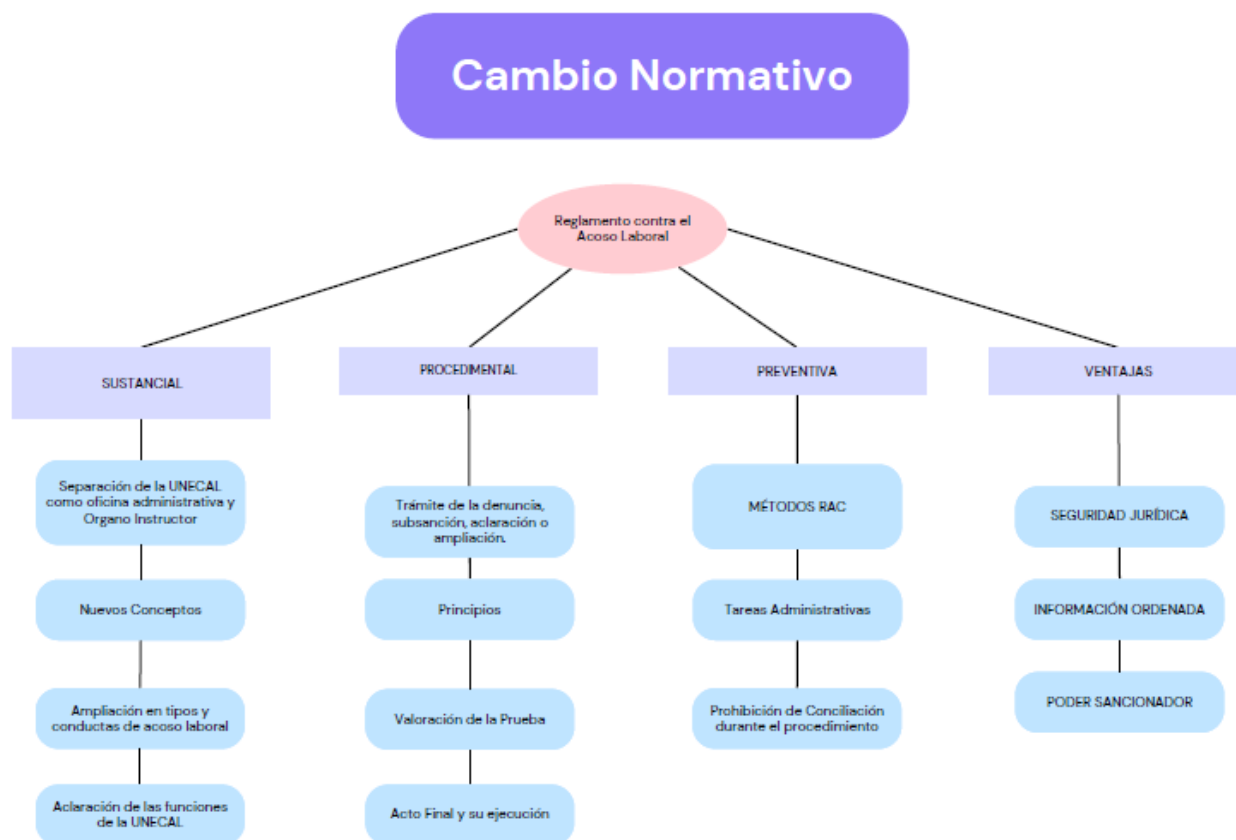 Cambio Normativo
Reglamento contra el
Acoso Laboral
SUSTANCIAL
Separación de la UNECAL
como oficina administrativa y
Organo Instructor
Nuevos Conceptos
Ampliación en tipos y
conductas de acoso laboral
Aclaración de las funciones
de la UNECAL
PROCEDIMENTAL
Trámite de la denuncia,
subsanción, aclaración o
ampliación.
Principios
Valoración de la Prueba
Acto Final y su ejecución
PREVENTIVA
MÉTODOS RAC
Tareas Administrativas
Prohibición de Conciliación
durante el procedimiento
VENTAJAS
SEGURIDAD JURÍDICA
INFORMACIÓN ORDENADA
PODER SANCIONADOR